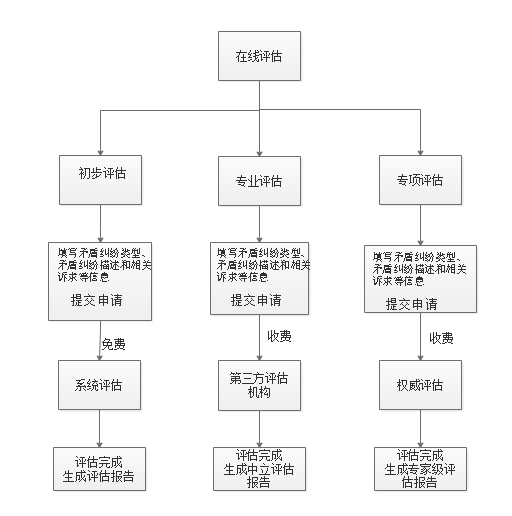 在线评估
初步评估
专业评估
专项评估
填写矛盾纠纷类型、
矛盾纠纷描述和相关
诉求等信息
提交申请
填写矛盾纠纷类型、
矛盾纠纷描述和相关
诉求等信息
提交申请
填写矛盾纠纷类型、
矛盾纠纷描述和相关
诉求等信息
提交申请
免费
收费
收费
系统评估
第三方评估
机构
权威评估
评估完成
生成评估报告
评估完成
生成中立评估
报告
评估完成
生成专家级评
估报告